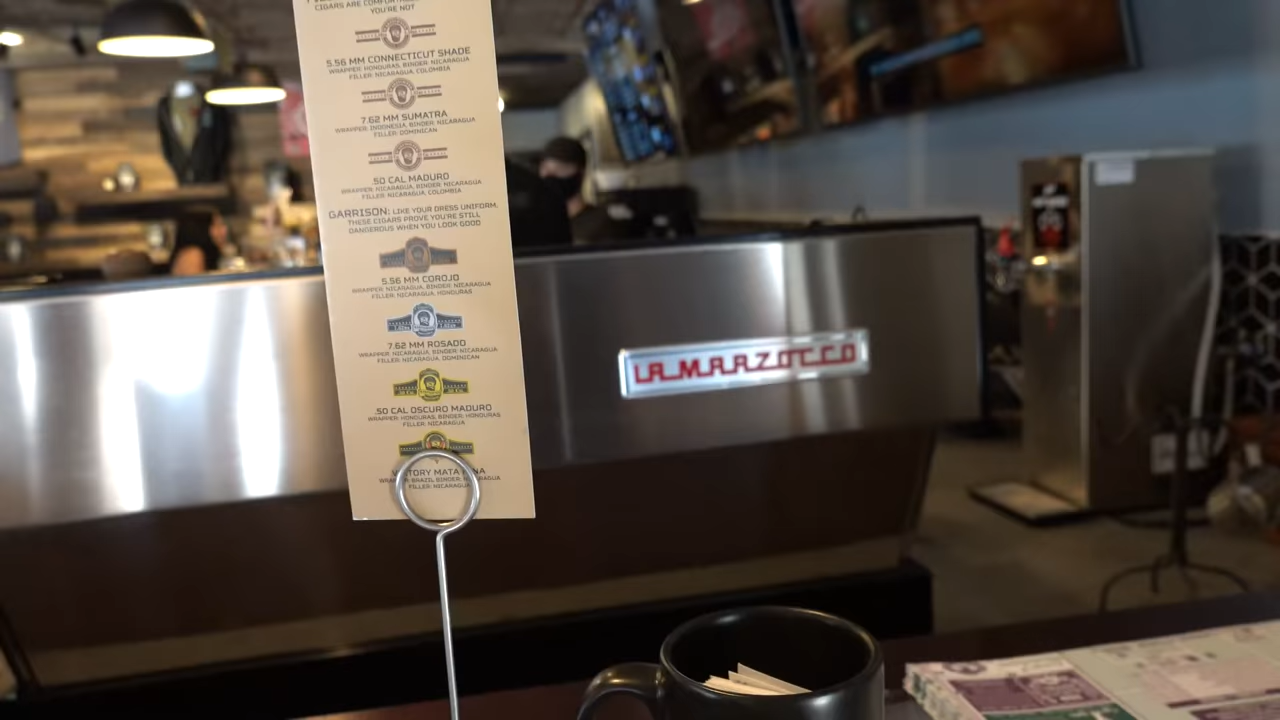 CIGARS ARE
YOU'RE NOT
5.56 MM CONNECTICUT SHADE
WRAPPER: HONDURAS, BINDER: NICARAGUA
FILLER: NICARAGUA, COLOMBIA
7.62 MM SUMATRA
WRAPPER: INDONESIA, BINDER: NICARAGUA
FILLER: DOMINICAN
.50 CAL MADURO
WRAPPER: NICARAGUA, BINDER: NICARAGUA
FILLER: NICARAGUA, COLOMBIA
GARRISON: LIKE YOUR DRESS UNIFORM,
THESE CIGARS PROVE YOU'RE STILL
DANGEROUS WHEN YOU LOOK GOOD
5.56 MM COROJO
WRAPPER: NICARAGUA, BINDER: NICARAGUA
FILLER: NICARAGUA, HONDURAS
7.62 MM ROSADO
WRAPPER: NICARAGUA, BINDER: NICARAGUA
FILLER: NICARAGUA, DOMINICAN
.50 CAL OSCURO MADURO
WRAPPER: HONDURAS, BINDER: HONDURAS
FILLER: NICARAGUA
MATA
BRAZIL BINDER:
FILLER: NICARAGUA
LA MARZOCCO